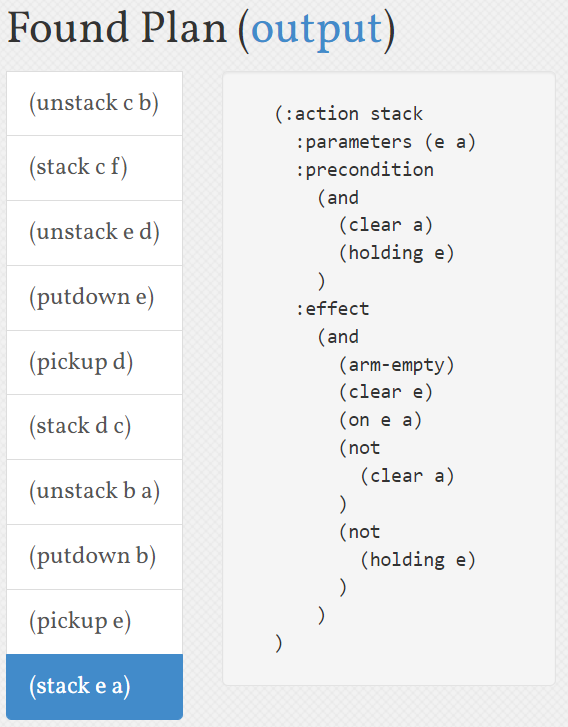 Found Plan (output)
(unstack c b)
(stack c f)
(unstack e d)
(putdown e)
(pickup d)
(stack d c)
(unstack b a)
(putdown b)
(pickup e)
(stack e a)
(:action stack
  :parameters (e a)
  :precondition
    (and
      (clear a)
      (holding e)
    )
  :effect
    (and
      (arm-empty)
      (clear e)
      (on e a)
      (not
        (clear a)
      )
      (not
        (holding e)
      )
    )
)